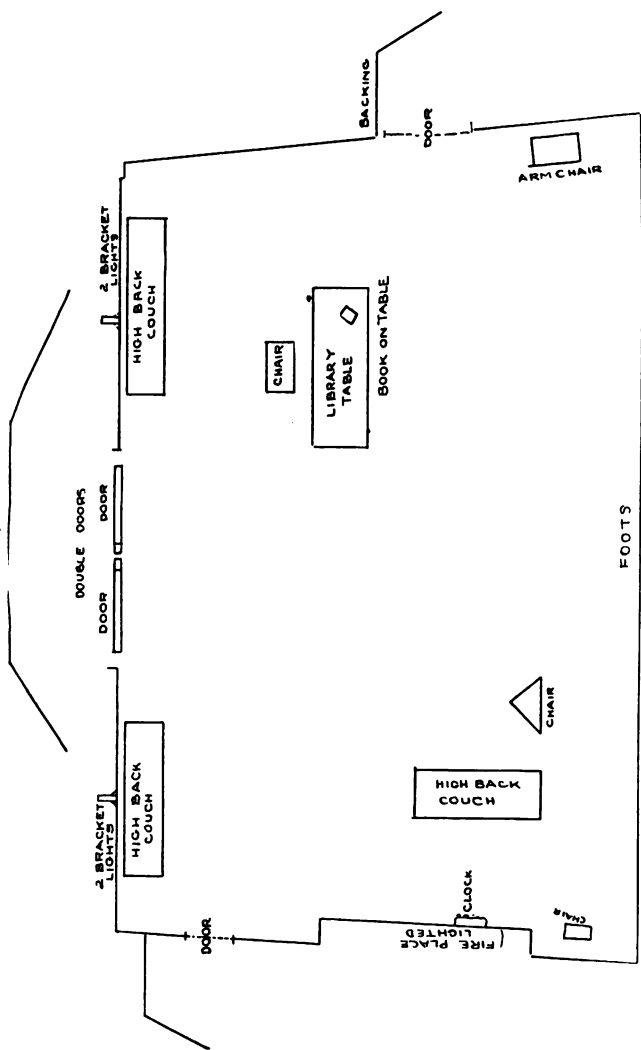 BACKING
DOOR
ARM CHAIR
2 BRACKET
LIGHTS
HIGH BACK
COUCH
CHAIR
LIBRARY
TABLE
BOOK ON TABLE
DOUBLE DOORS
DOOR
DOOR
FOOTS
CHAIR
HIGH BACK
COUCH
2 BRACKET
LIGHTS
HIGH BACK
COUCH
DOOR
CLOCK
FIRE PLACE
LIGHTED
CHAIR